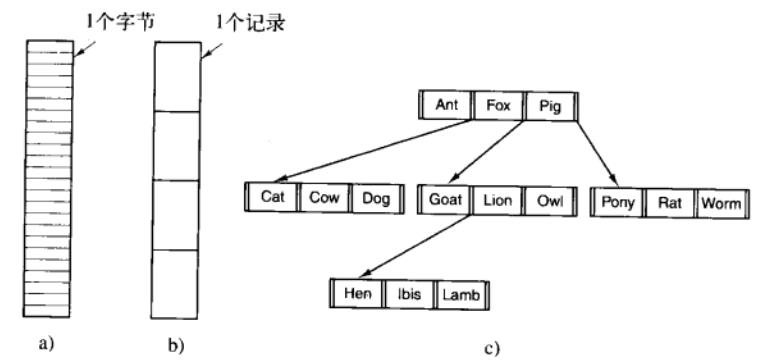 1个字节
1个记录
Ant Fox Pig
Cat Cow Dog
Goat Lion Owl
Pony Rat Worm
Hen Ibis Lamb
a)
b)
c)